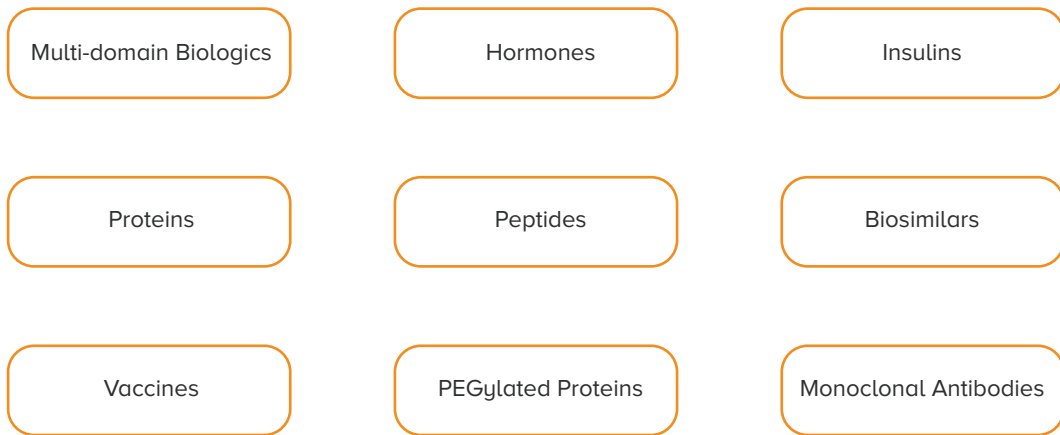 Multi-domain Biologics
Hormones
Insulins
Proteins
Peptides
Biosimilars
Vaccines
PEGylated Proteins
Monoclonal Antibodies